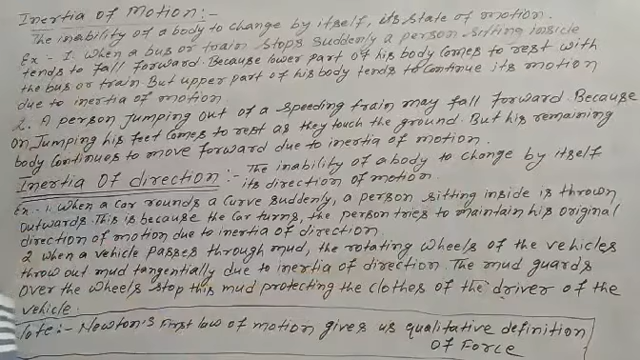 Inertia of Motion:-
The inability of a body to change by itself, its state of motion.
Ex:- 1. When a bus or train stops suddenly a person sitting inside
tends to fall forward. Because lower part of his body comes to rest with
the bus or train But upper part of his body tends to continue its motion
due to inertia of motion
2. A person jumping out of a speeding train may fall forward. Because
on Jumping his feet comes to rest as they touch the ground. But his remaining
body continues to move forward due to inertia of motion.
Inertia Of direction :- The inability of a body to change by itself
its direction of motion.
Ex:- 1. When a car rounds a curve suddenly, a person sitting inside is thrown
outwards. This is because the car turns, the person tries to maintain his original
direction of motion due to inertia of direction.
2 When a vehicle passes through mud, the rotating wheels of the vehicles
throw out mud tangentially due to inertia of direction. The mud guards
over the wheels stop this mud protecting the clothes of the driver of the
vehicle.
Note:- Newton's First law of motion gives us qualitative definition
Of Force